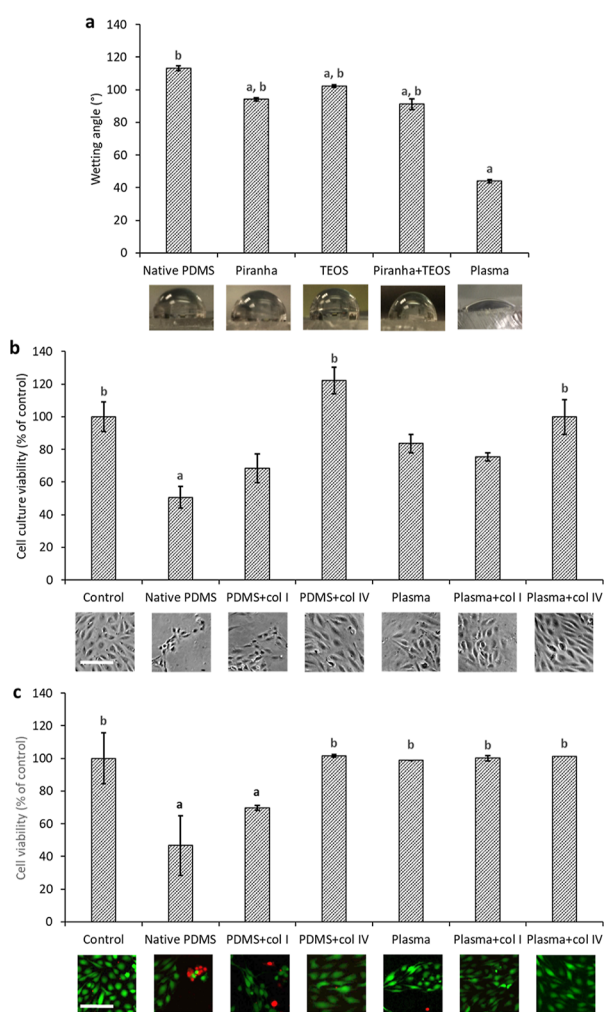 a
140
120
100
80
60
40
20
0
Wetting angle (°)
b
a, b
a, b
a, b
a
Native PDMS Piranha TEOS Piranha+TEOS Plasma
b
140
120
100
80
60
40
20
0
Cell culture viability (% of control)
b
a
b
b
Control Native PDMS PDMS+col I PDMS+col IV Plasma Plasma+col I Plasma+col IV
c
140
120
100
80
60
40
20
0
Cell viability (% of control)
b
a
a
b
b
b
b
Control Native PDMS PDMS+col I PDMS+col IV Plasma Plasma+col I Plasma+col IV